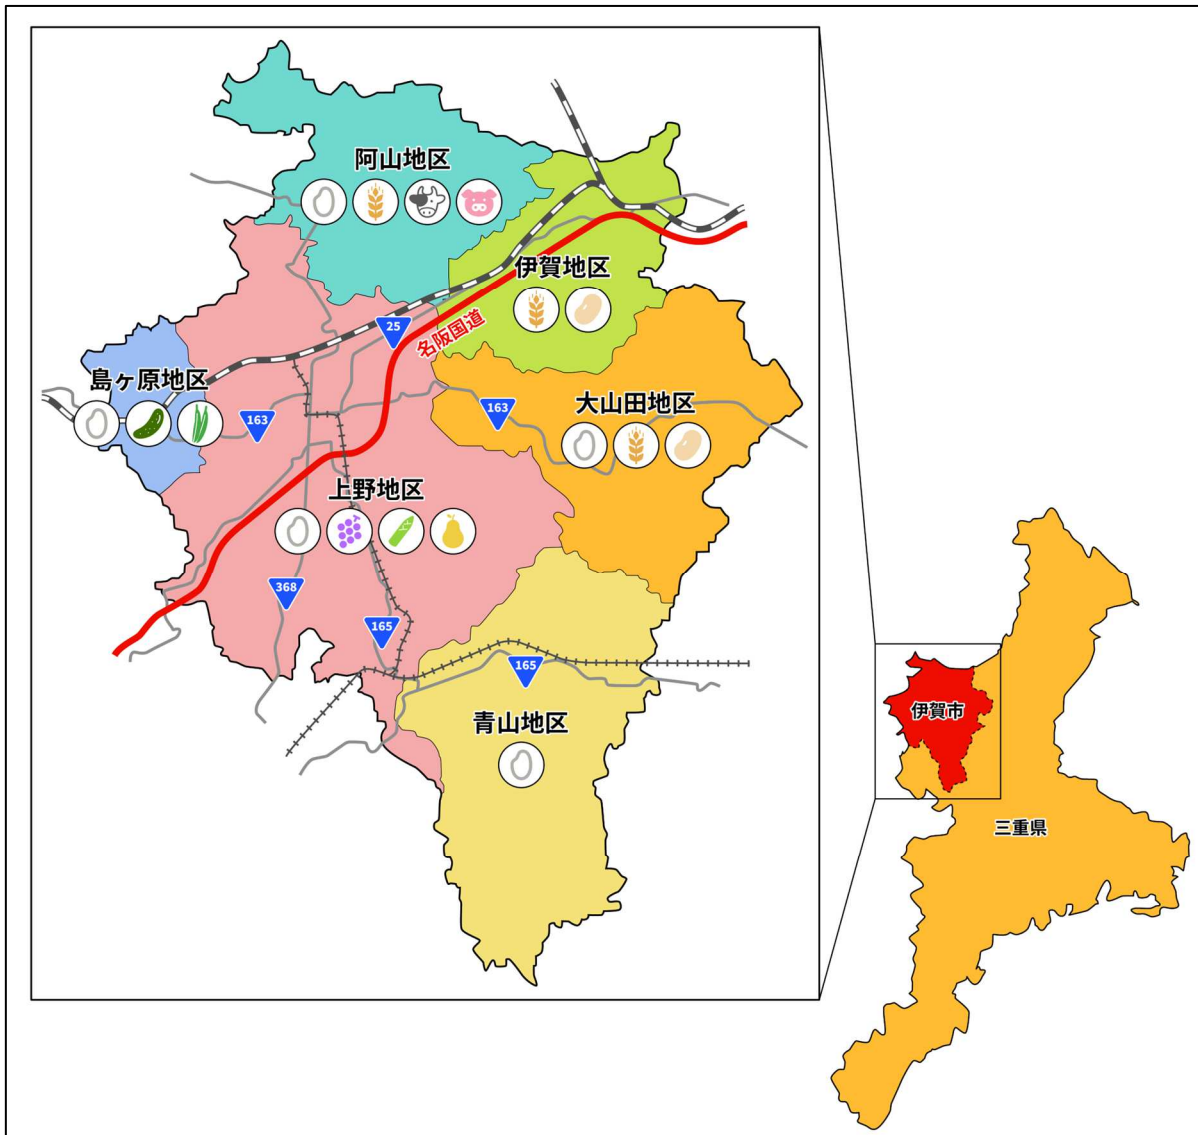 阿山地区
伊賀地区
25
名阪国道
島ヶ原地区
163
163
大山田地区
上野地区
368
165
165
青山地区
伊賀市
三重県